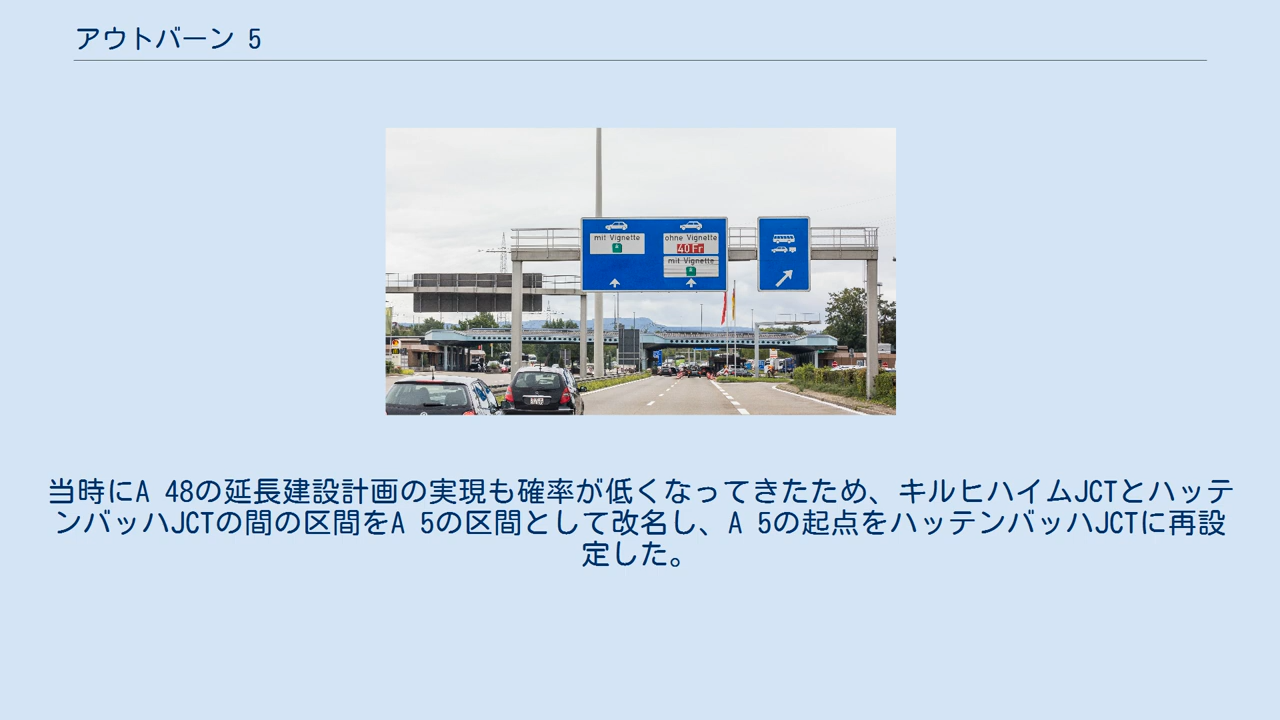 アウトバーン 5
mit Vignette
ohne Vignette
40 Fr
mit Vignette
当時にA 48の延長建設計画の実現も確率が低くなってきたため、キルヒハイムJCTとハッテ
ンバッハJCTの間の区間をA 5の区間として改名し、A 5の起点をハッテンバッハJCTに再設
定した。